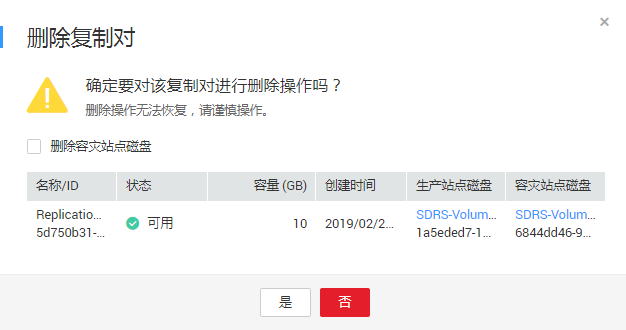 删除复制对
×
确定要对该复制对进行删除操作吗？
删除操作无法恢复，请谨慎操作。
删除容灾站点磁盘
名称/ID 状态 容量 (GB) 创建时间 生产站点磁盘 容灾站点磁盘
Replicatio... 可用 10 2019/02/2... SDRS-Volum... SDRS-Volum...
5d750b31-... 1a5eded7-1... 6844dd46-9...
是 否